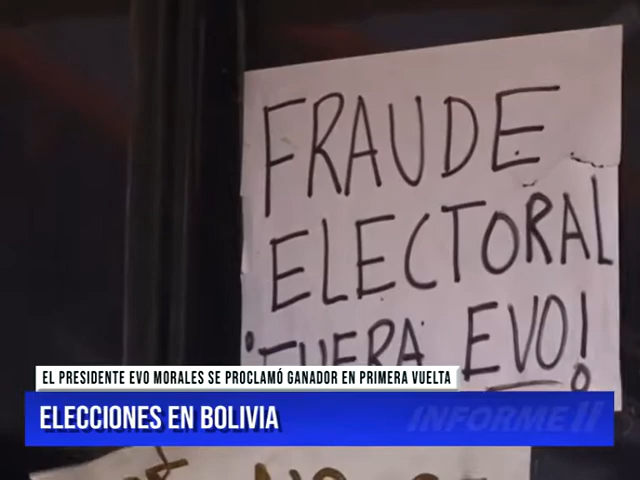 FRAUDE
ELECTORAL
¡FUERA EVO!
EL PRESIDENTE EVO MORALES SE PROCLAMÓ GANADOR EN PRIMERA VUELTA
ELECCIONES EN BOLIVIA
INFORME 11